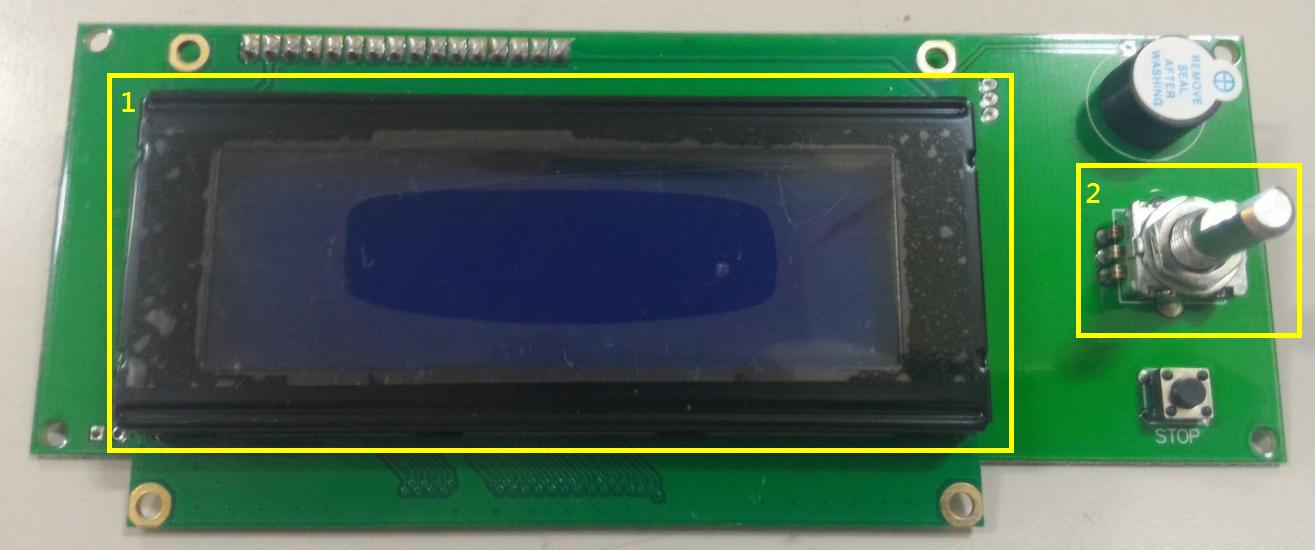 1
REMOVE
SEAL
AFTER
WASHING
2
STOP